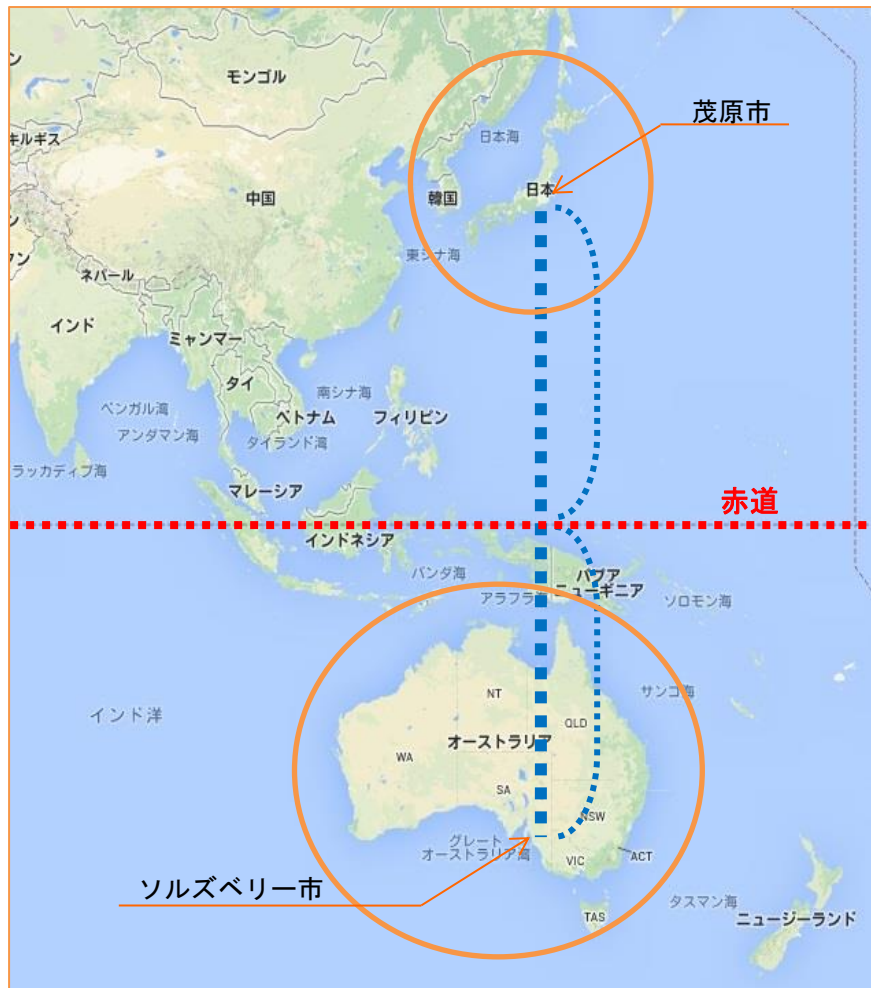 モンゴル
茂原市
キルギス
日本海
中国
韓国
日本
東シナ海
ネパール
インド
ミャンマー
タイ
南シナ海
ベンガル湾
ベトナム
フィリピン
アンダマン海
タイランド湾
ラッカディブ海
マレーシア
赤道
インドネシア
バンダ海
パプア
ニューギニア
アラフラ海
ソロモン海
サンゴ海
インド洋
NT
QLD
オーストラリア
WA
SA
NSW
グレート
オーストラリア湾
VIC
ACT
ソルズベリー市
TAS
タスマン海
ニュージーランド